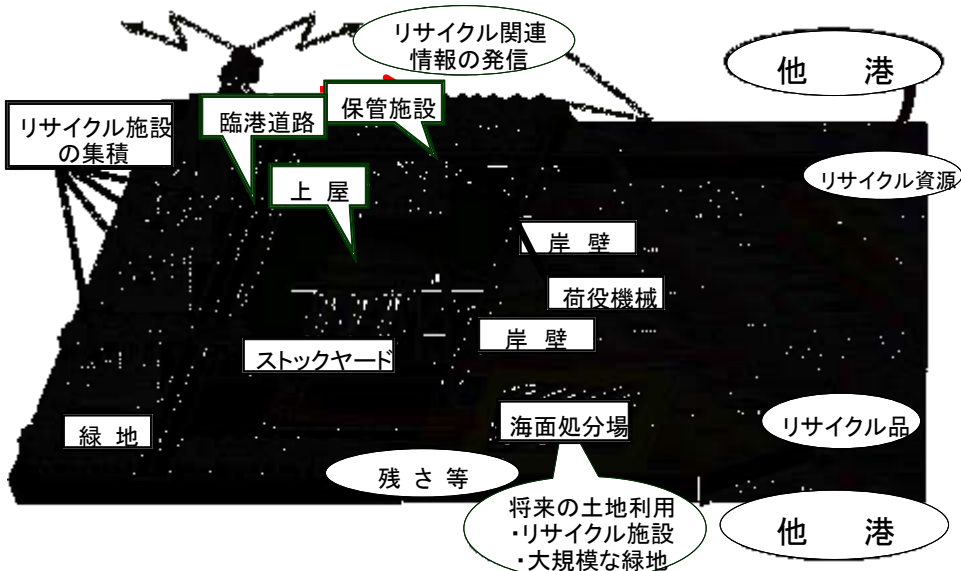 リサイクル関連
情報の発信
他 港
保管施設
臨港道路
リサイクル施設
の集積
上 屋
リサイクル資源
岸 壁
荷役機械
岸 壁
ストックヤード
海面処分場
リサイクル品
緑 地
残 さ 等
将来の土地利用
・リサイクル施設
・大規模な緑地
他 港